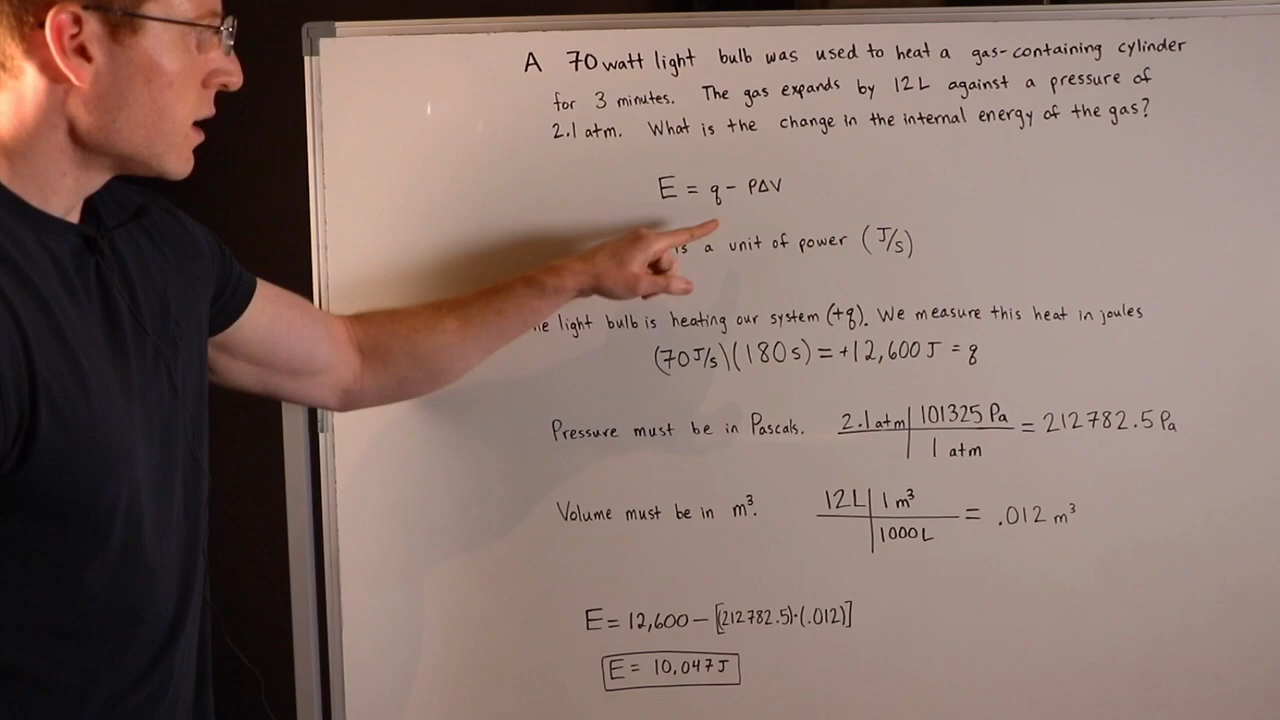 A 70 watt light bulb was used to heat a gas-containing cylinder
for 3 minutes. The gas expands by 12 L against a pressure of
2.1 atm. What is the change in the internal energy of the gas?
E = q - PΔV
is a unit of power (J/s)
light bulb is heating our system (+q). We measure this heat in joules
(70 J/s)(180 s) = +12,600 J = q
Pressure must be in Pascals. 2.1 atm | 101325 Pa = 212782.5 Pa
1 atm
Volume must be in m³. 12L | 1 m³ = .012 m³
1000 L
E = 12,600 - [(212782.5)·(.012)]
E = 10,047 J